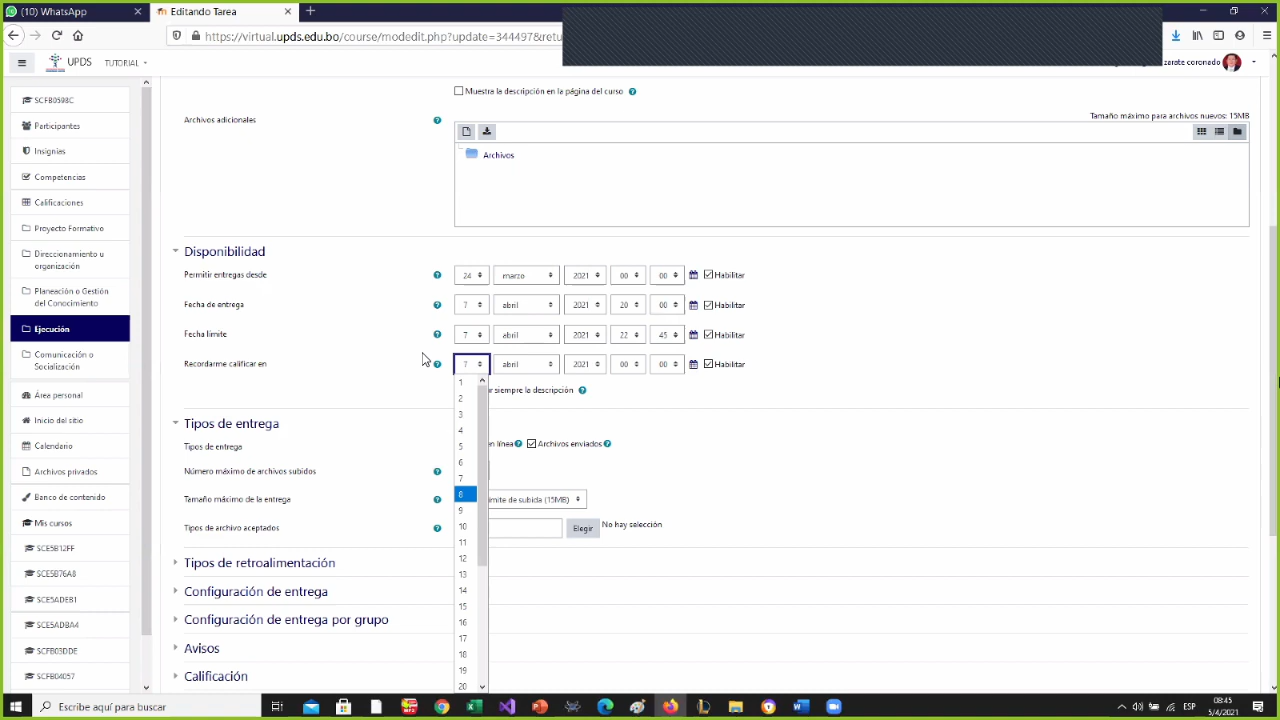 (10) WhatsApp
Editando Tarea
https://virtual.upds.edu.bo/course/modedit.php?update=344497&retu
UPDS TUTORIAL
zarate coronado
SCFB0598C
Participantes
Insignias
Competencias
Calificaciones
Proyecto Formativo
Direccionamiento u
organización
Planeación o Gestión
del Conocimiento
Ejecución
Comunicación o
Socialización
Área personal
Inicio del sitio
Calendario
Archivos privados
Banco de contenido
Mis cursos
SCE5B12FF
SCE5B76A8
SCE5ADEB1
SCE5ADBA4
SCFB03DDE
SCFB04057
Muestra la descripción en la página del curso
Archivos adicionales
Tamaño máximo para archivos nuevos: 15MB
Archivos
Disponibilidad
Permitir entregas desde 24 marzo 2021 00 00 Habilitar
Fecha de entrega 7 abril 2021 20 00 Habilitar
Fecha límite 7 abril 2021 22 45 Habilitar
Recordarme calificar en 7 abril 2021 00 00 Habilitar
1
2
3
4
5
6
7
8
9
10
11
12
13
14
15
16
17
18
19
20
ar siempre la descripción
Tipos de entrega
Tipos de entrega en línea Archivos enviados
Número máximo de archivos subidos
Tamaño máximo de la entrega límite de subida (15MB)
Tipos de archivo aceptados Elegir No hay selección
Tipos de retroalimentación
Configuración de entrega
Configuración de entrega por grupo
Avisos
Calificación
Escribe aquí para buscar
ESP
08:45
5/4/2021